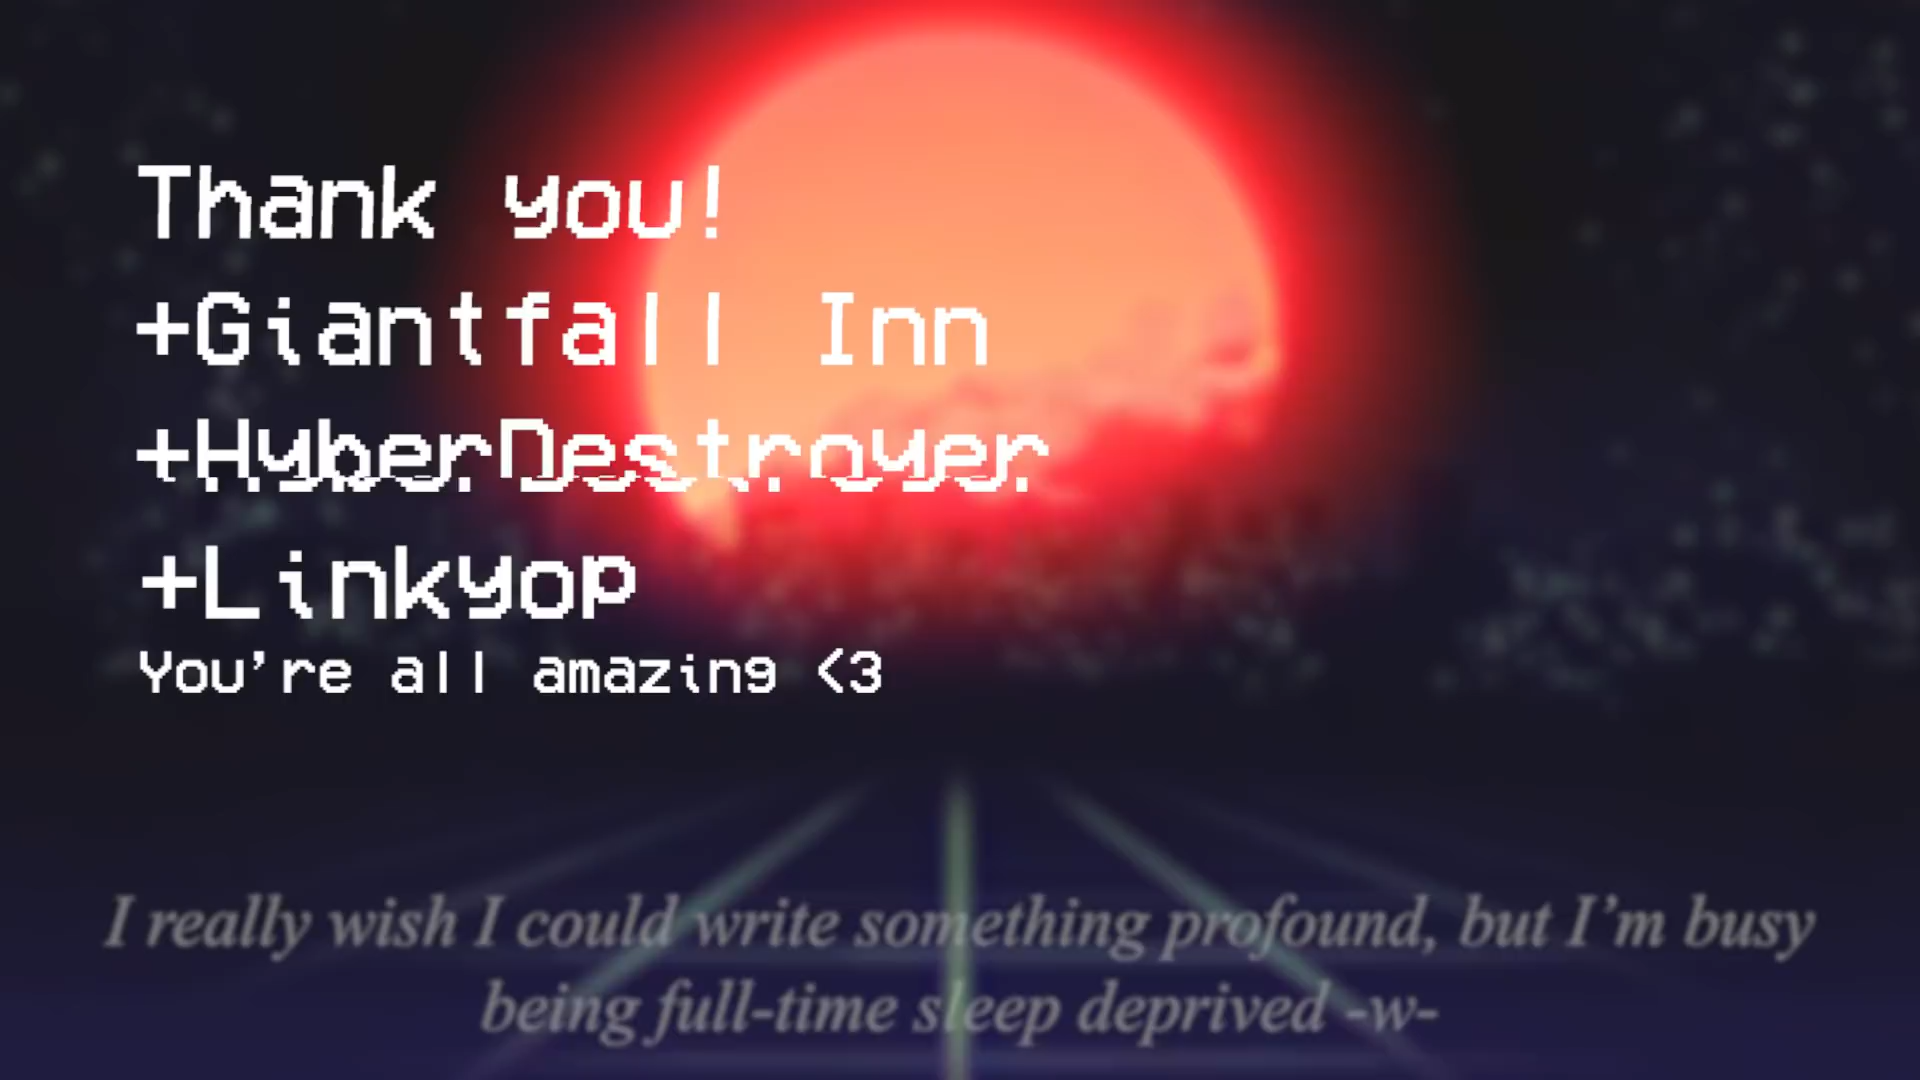 Thank you!
+Giantfall Inn
+HyberDestroyer
+Linkyop
You're all amazing <3
I really wish I could write something profound, but I'm busy
being full-time sleep deprived -w-